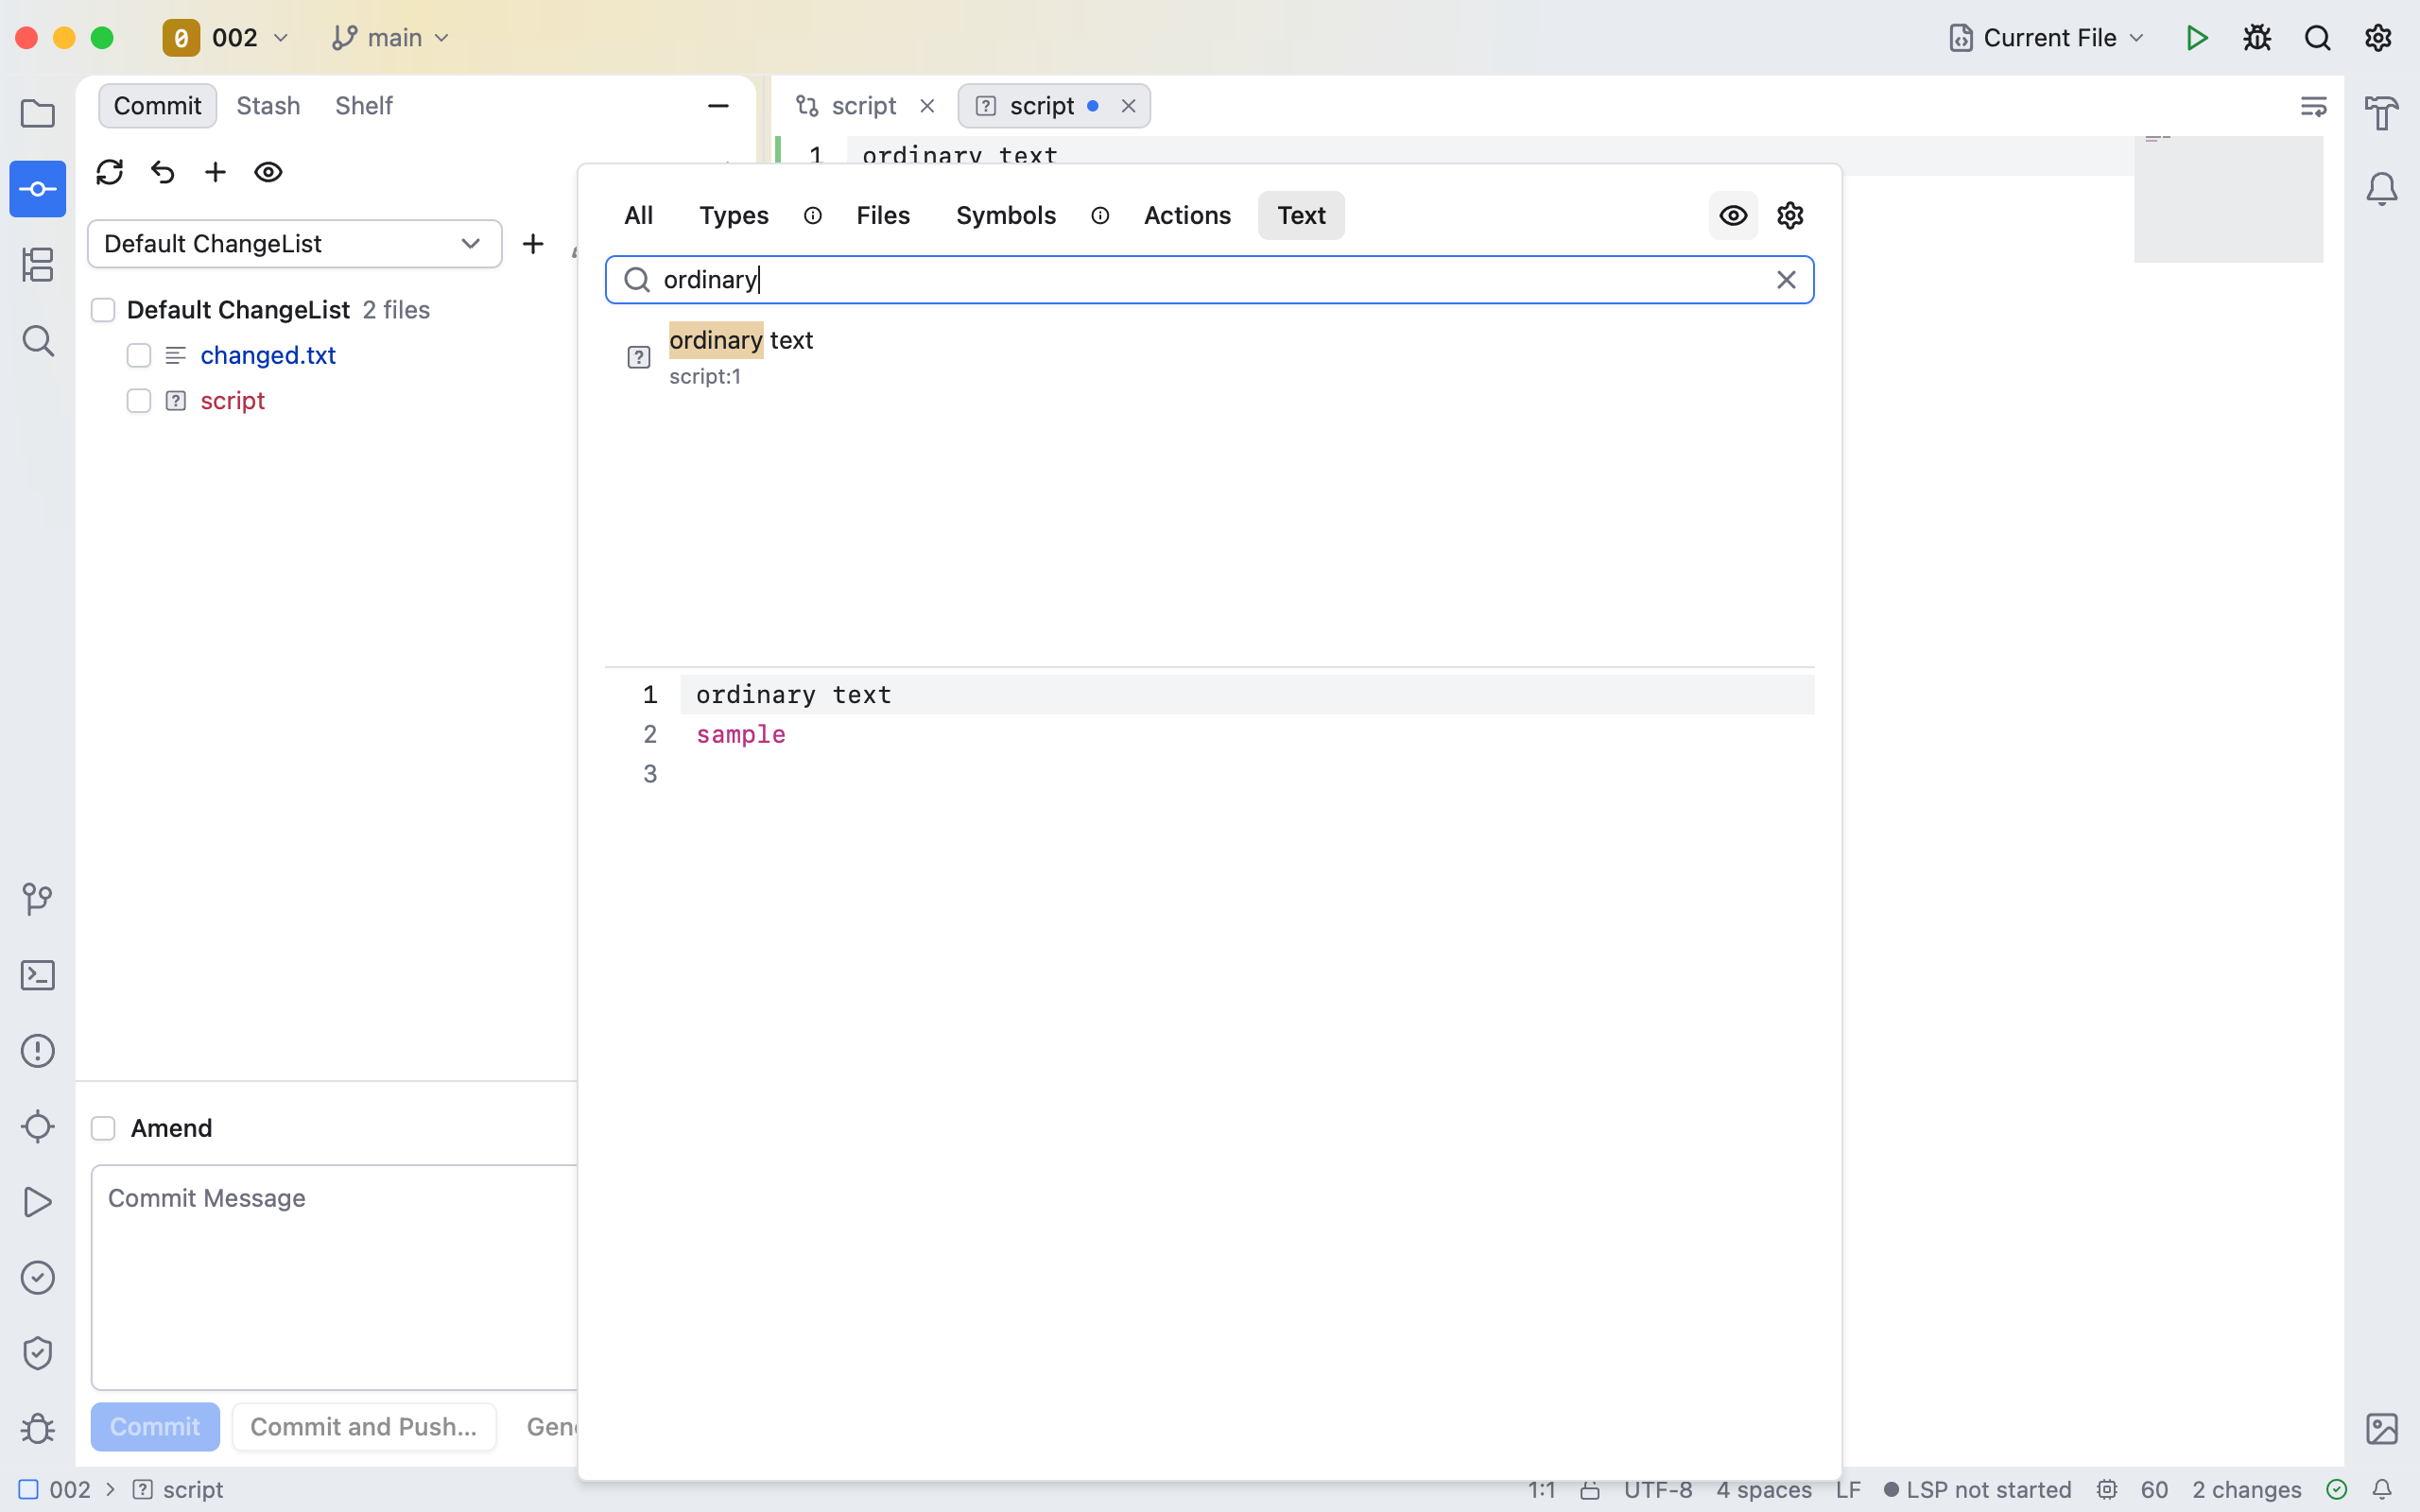 0 002 main Current File
Commit Stash Shelf
script script
1 ordinary text
All Types Files Symbols Actions Text
Default ChangeList
ordinary
Default ChangeList 2 files
changed.txt
script
ordinary text
script:1
1 ordinary text
2 sample
3
Amend
Commit Message
Commit Commit and Push...
002 script 1:1 UTF-8 4 spaces LF LSP not started 60 2 changes